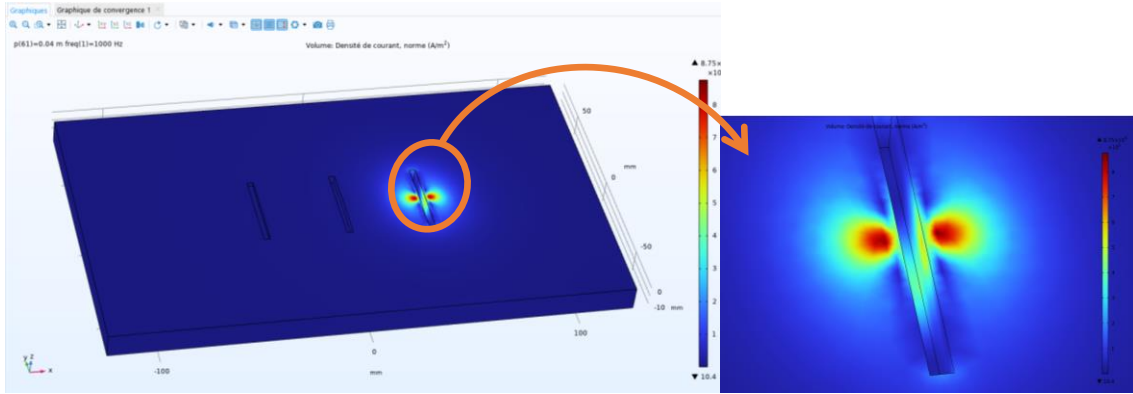 Graphiques Graphique de convergence 1
p(61)=0.04 m freq(1)=1000 Hz
Volume: Densité de courant, norme (A/m²)
▲ 8.75×
×10
8
7
6
5
4
3
2
1
▼ 10.4
50
mm
0
-50
0
-10 mm
100
0
mm
-100
y z
x